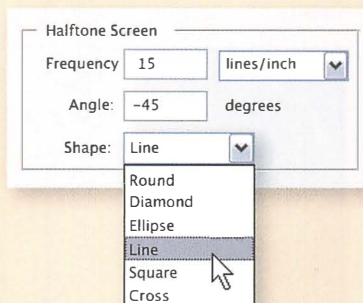 Halftone Screen
Frequency 15 lines/inch
Angle: -45 degrees
Shape: Line
Round
Diamond
Ellipse
Line
Square
Cross